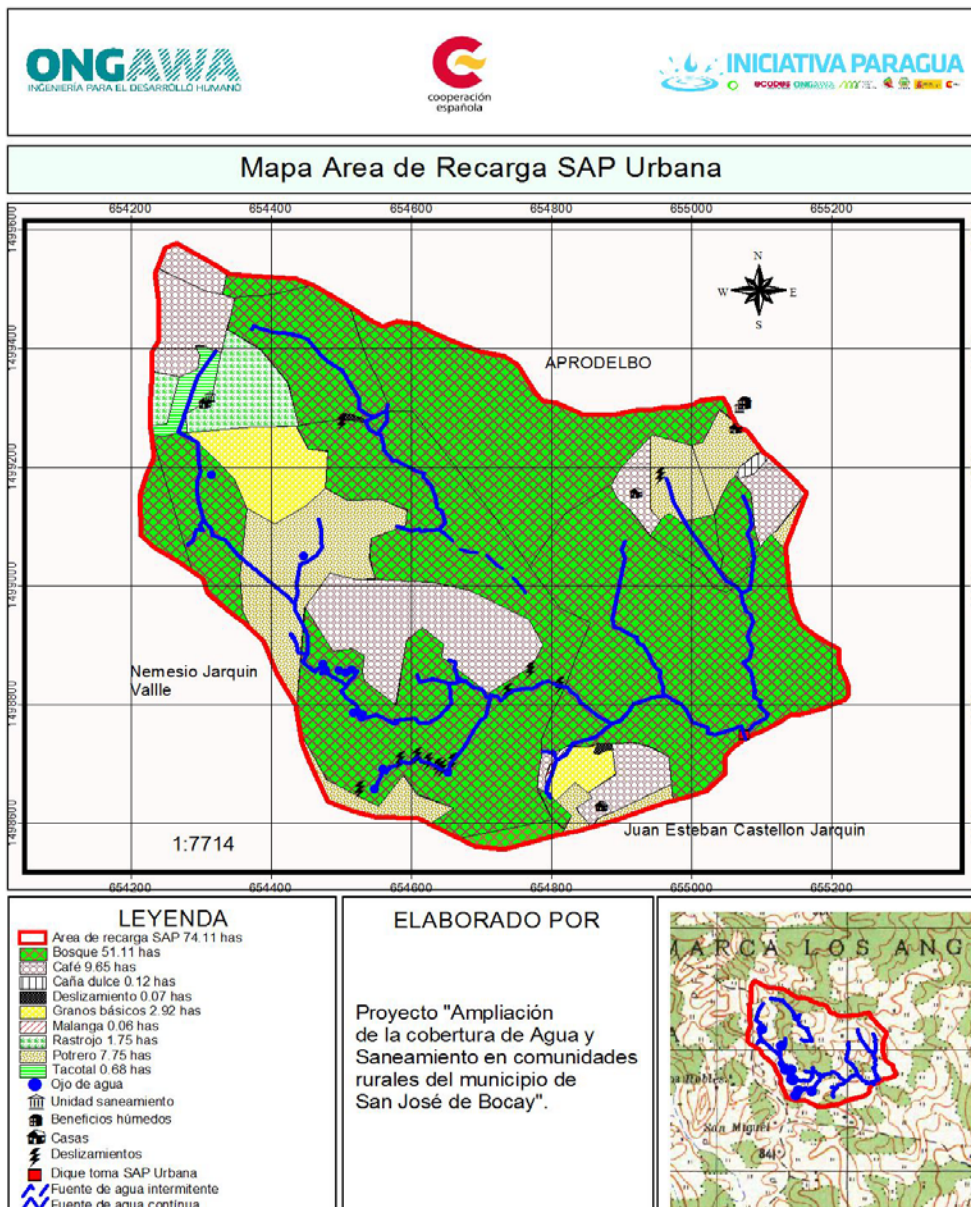 ONGAWA
INGENIERÍA PARA EL DESARROLLO HUMANO
cooperación
española
INICIATIVA PARAGUA
ecodes ONGAWA
Mapa Area de Recarga SAP Urbana
654200 654400 654600 654800 655000 655200
1499600
N
W E
S
1499400
APRODELBO
1499200
1499000
Nemesio Jarquin
Vallle
1498800
1498600
Juan Esteban Castellon Jarquin
1:7714
654200 654400 654600 654800 655000 655200
LEYENDA
Area de recarga SAP 74.11 has
Bosque 51.11 has
Café 9.65 has
Caña dulce 0.12 has
Deslizamiento 0.07 has
Granos básicos 2.92 has
Malanga 0.06 has
Rastrojo 1.75 has
Potrero 7.75 has
Tacotal 0.68 has
Ojo de agua
Unidad saneamiento
Beneficios húmedos
Casas
Deslizamientos
Dique toma SAP Urbana
Fuente de agua intermitente
Fuente de agua contínua
ELABORADO POR
Proyecto "Ampliación
de la cobertura de Agua y
Saneamiento en comunidades
rurales del municipio de
San José de Bocay".
MARCA LOS ANG
San Miguel
841